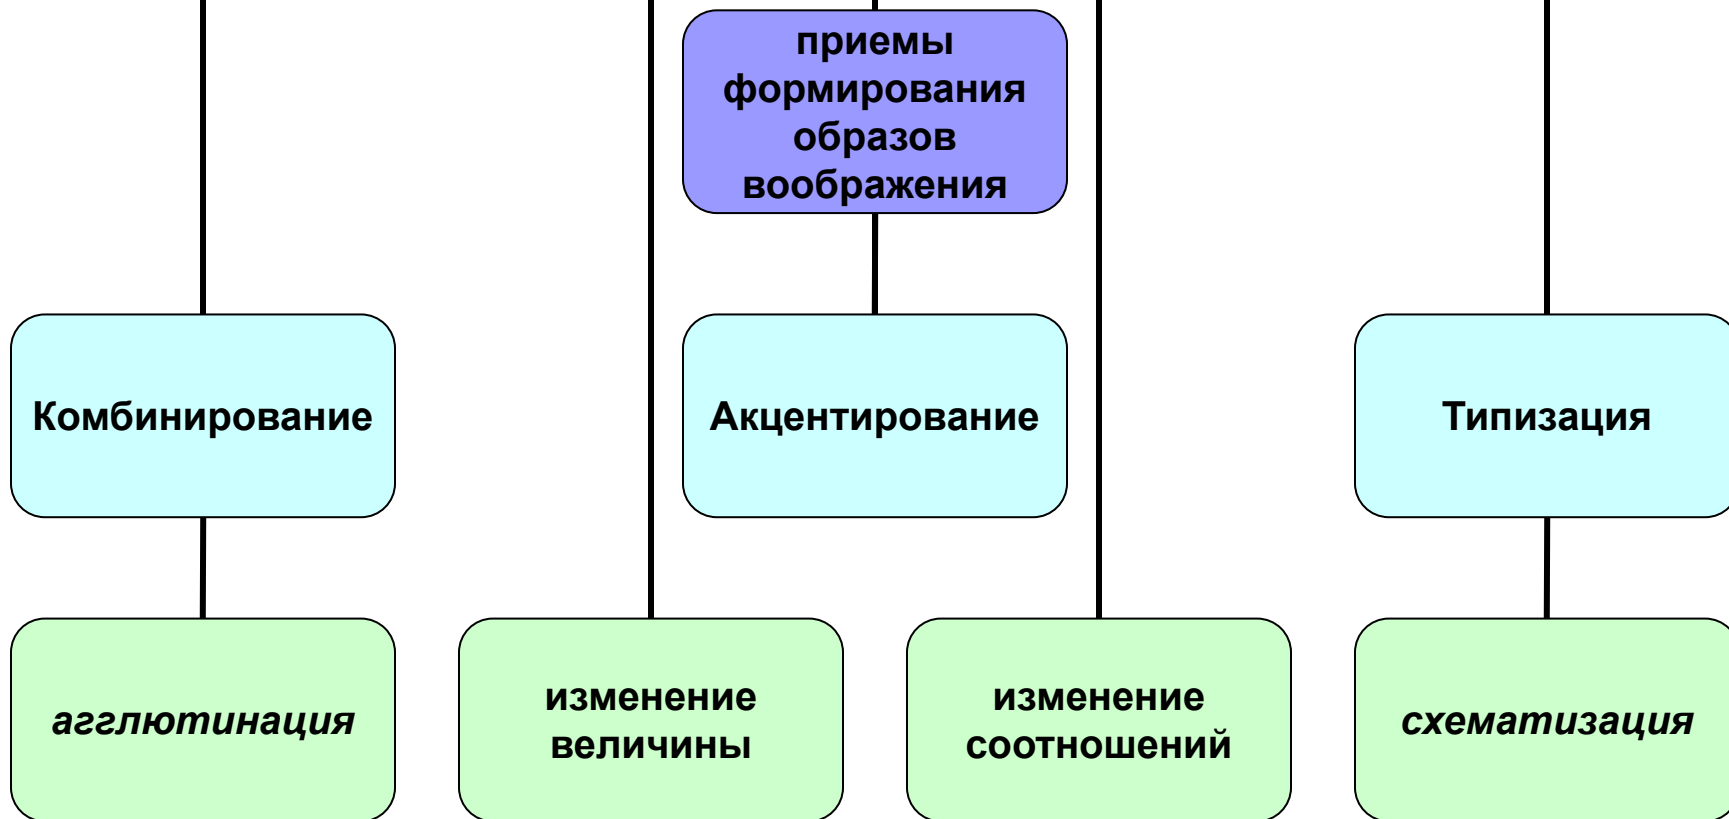 приемы
формирования
образов
воображения
Комбинирование
Акцентирование
Типизация
агглютинация
изменение
величины
изменение
соотношений
схематизация